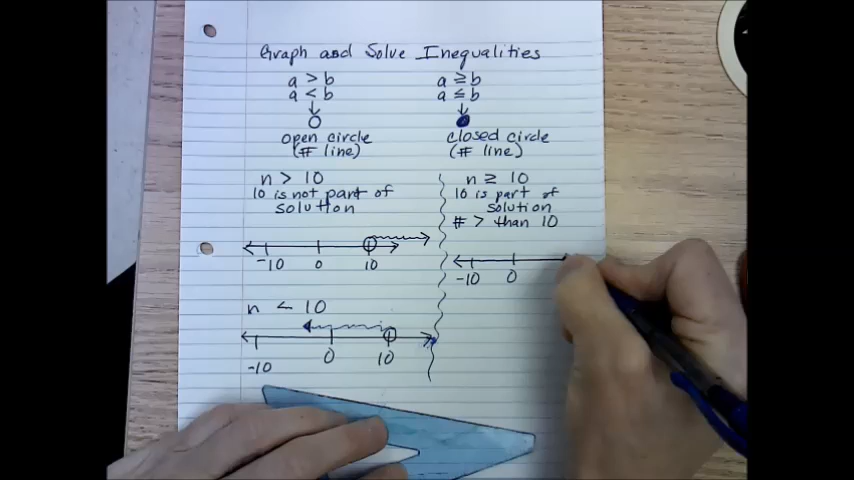 Graph and Solve Inequalities
a > b
a < b
open circle
(# line)
a ≥ b
a ≤ b
closed circle
(# line)
n > 10
10 is not part of
solution
-10 0 10
n < 10
-10 0 10
n ≥ 10
10 is part of
solution
# > than 10
-10 0